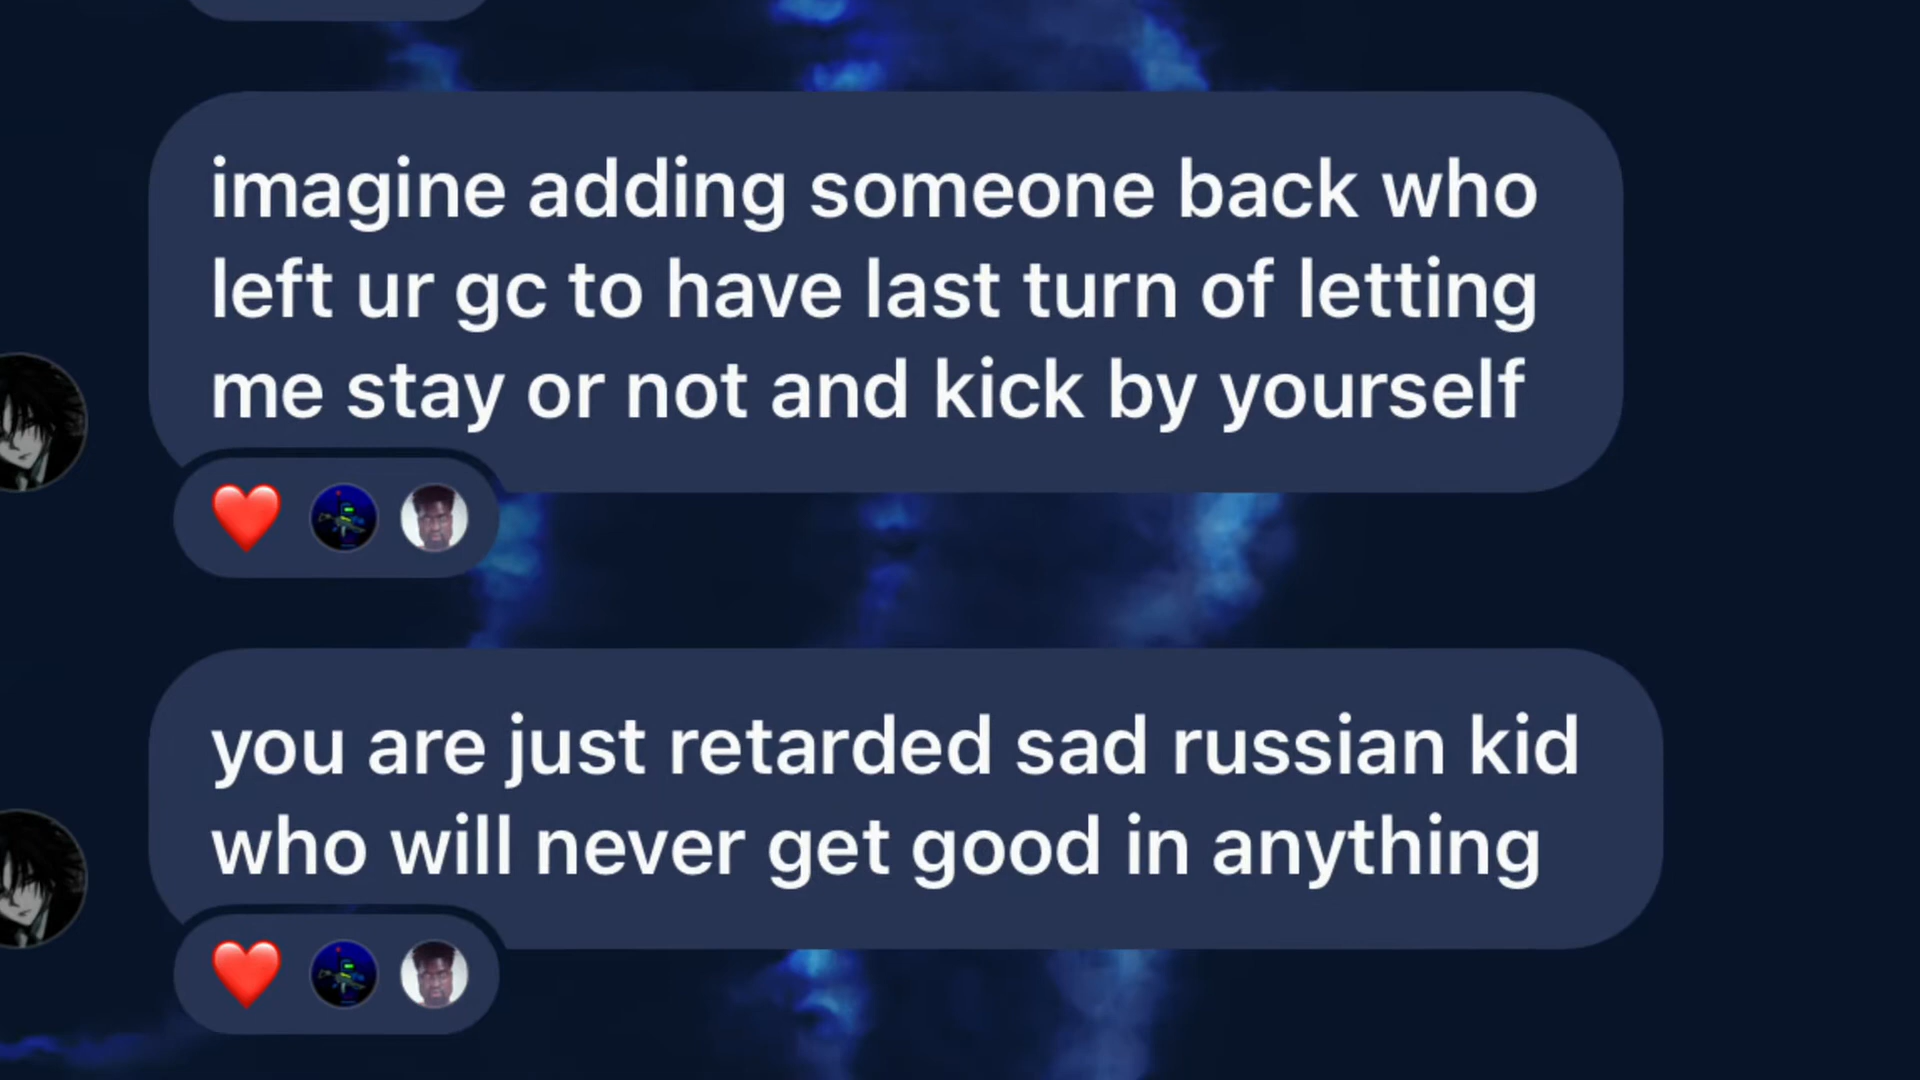 imagine adding someone back who
left ur gc to have last turn of letting
me stay or not and kick by yourself
you are just retarded sad russian kid
who will never get good in anything